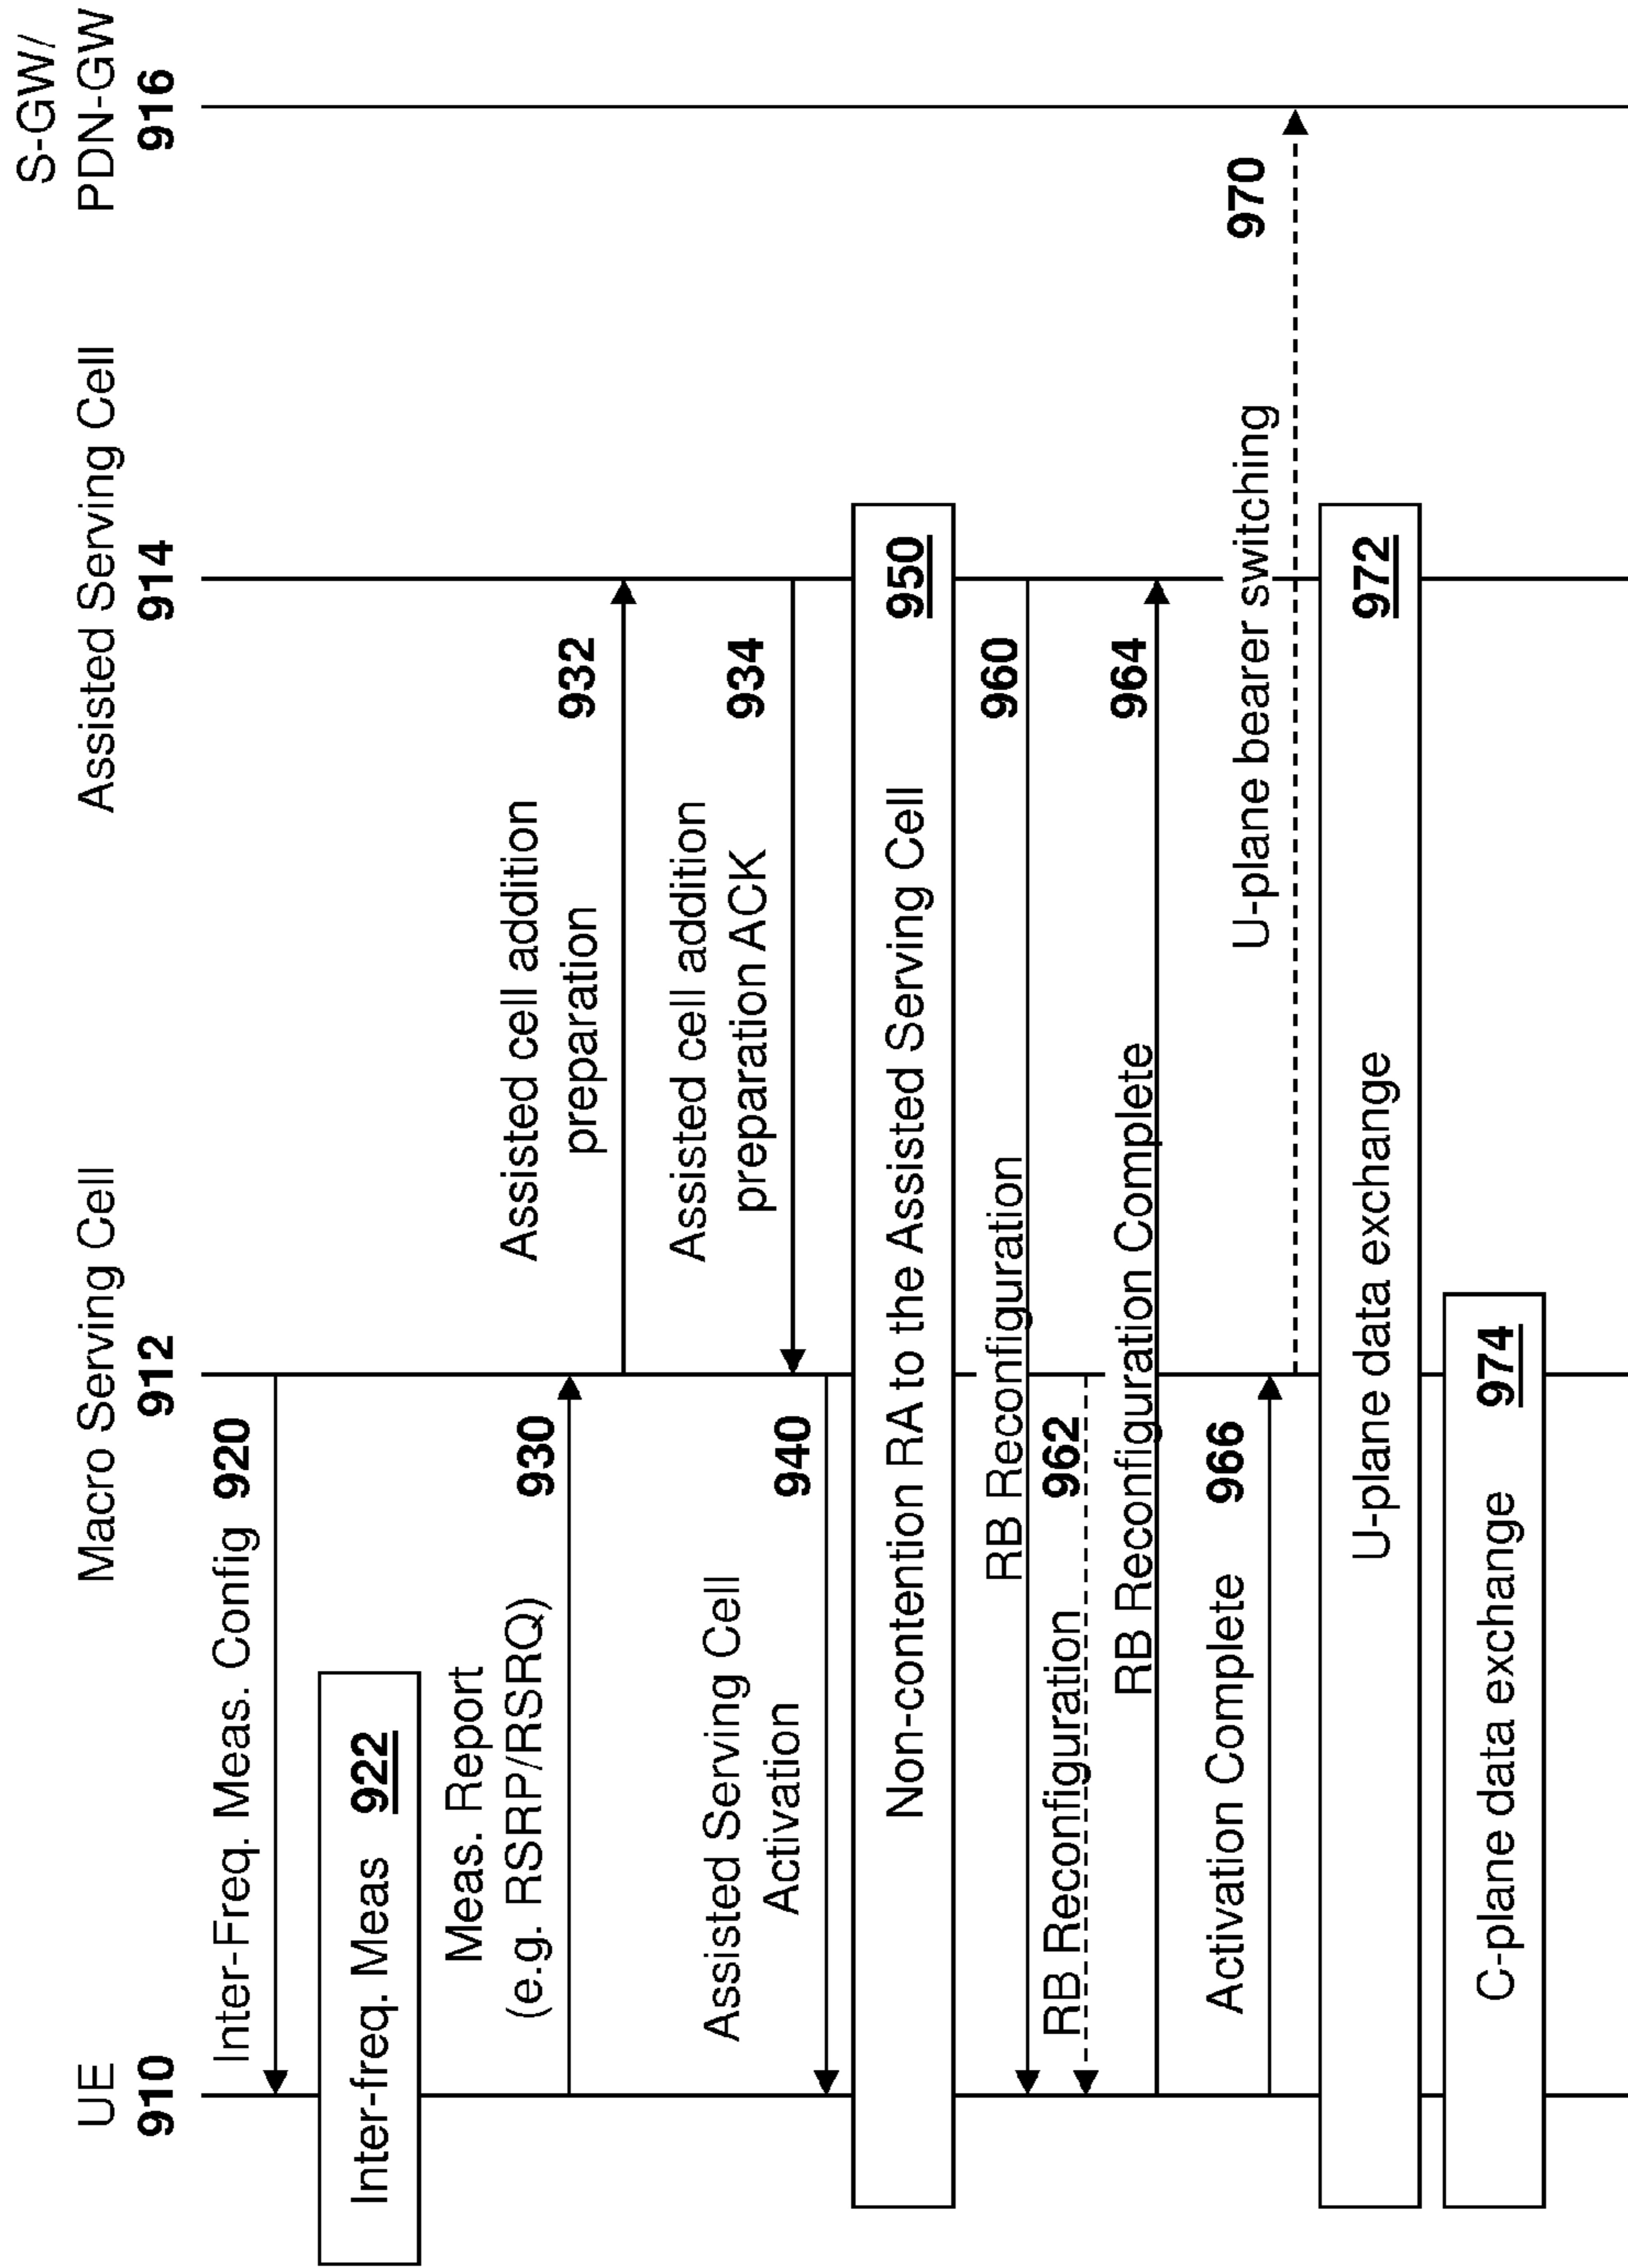 UE
910
Macro Serving Cell
912
Assisted Serving Cell
914
S-GW/
PDN-GW
916
Inter-Freq. Meas. Config 920
Inter-freq. Meas 922
Meas. Report
(e.g. RSRP/RSRQ)
930
Assisted cell addition
preparation
932
Assisted cell addition
preparation ACK
934
Assisted Serving Cell
Activation
940
Non-contention RA to the Assisted Serving Cell 950
RB Reconfiguration 960
RB Reconfiguration 962
RB Reconfiguration Complete 964
Activation Complete 966
U-plane bearer switching 970
U-plane data exchange 972
C-plane data exchange 974